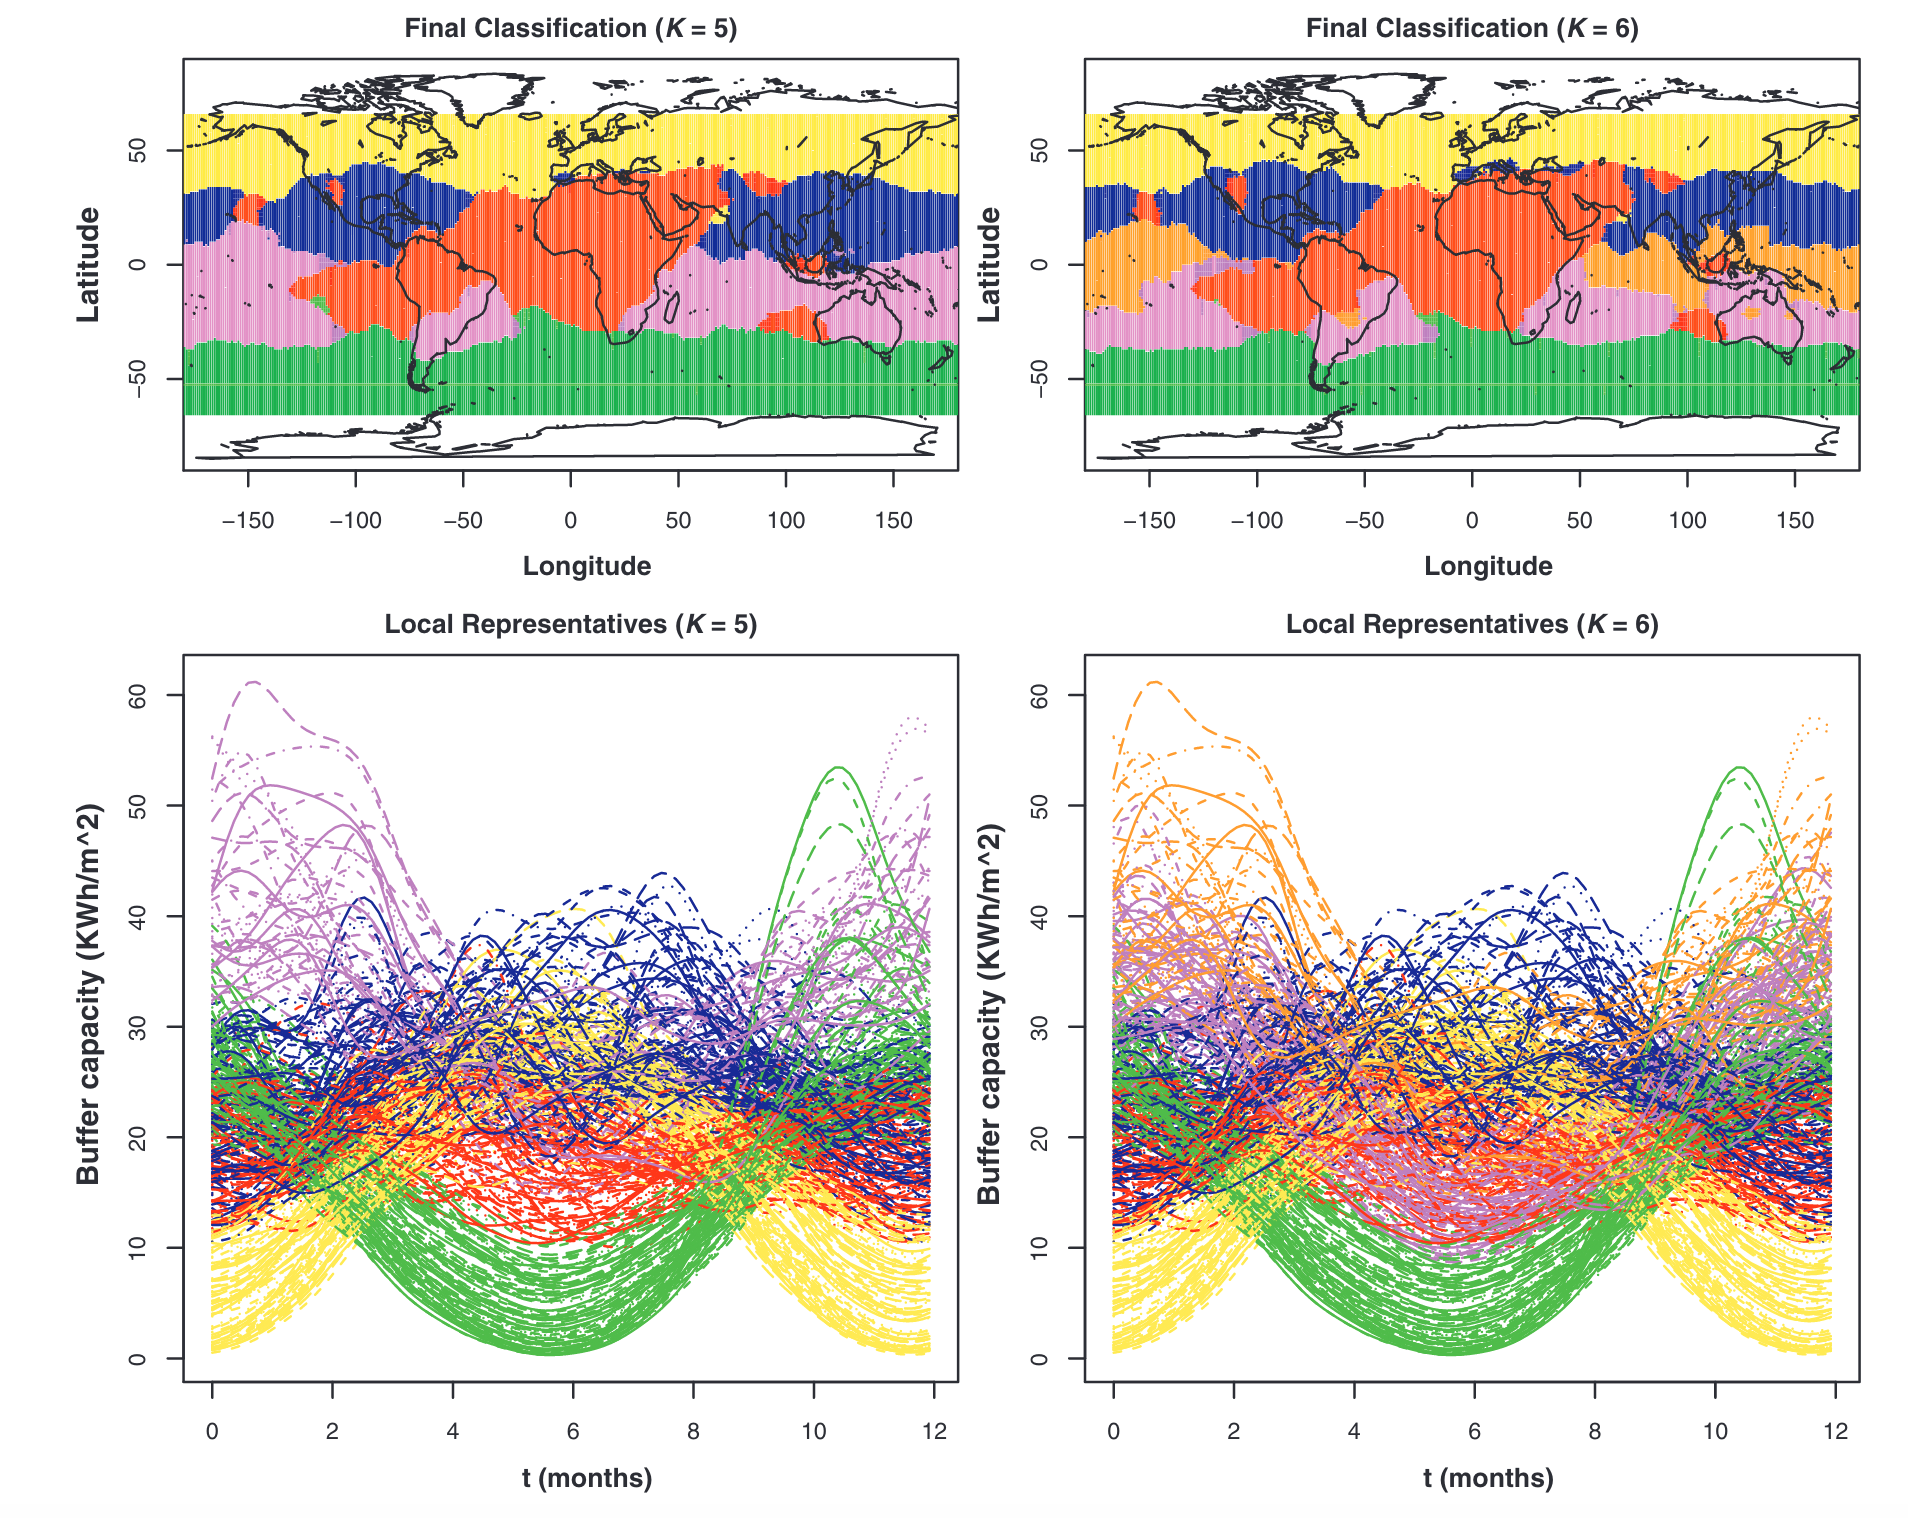 Final Classification (K = 5)
Final Classification (K = 6)
Latitude
50
0
−50
Latitude
50
0
−50
−150 −100 −50 0 50 100 150
−150 −100 −50 0 50 100 150
Longitude
Longitude
Local Representatives (K = 5)
Local Representatives (K = 6)
Buffer capacity (KWh/m^2)
60
50
40
30
20
10
0
Buffer capacity (KWh/m^2)
60
50
40
30
20
10
0
0 2 4 6 8 10 12
0 2 4 6 8 10 12
t (months)
t (months)